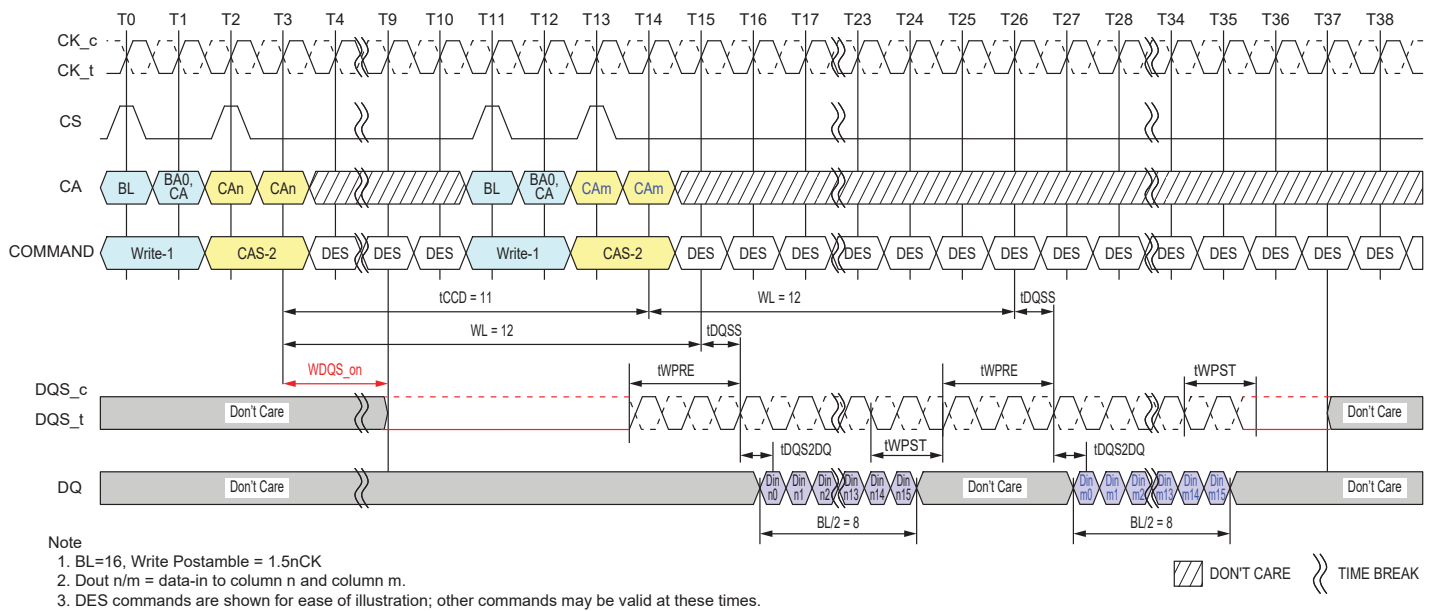 T0 T1 T2 T3 T4 T9 T10 T11 T12 T13 T14 T15 T16 T17 T23 T24 T25 T26 T27 T28 T34 T35 T36 T37 T38
CK_c
CK_t
CS
CA BL BA0, CA CAn CAn BL BA0, CA CAm CAm
COMMAND Write-1 CAS-2 DES DES DES Write-1 CAS-2 DES DES DES DES DES DES DES DES DES DES DES DES DES DES
tCCD = 11 WL = 12 tDQSS
WL = 12 tDQSS
WDQS_on tWPRE tWPRE tWPST
DQS_c
DQS_t Don't Care Don't Care
tDQS2DQ tWPST tDQS2DQ
DQ Don't Care Din n0 Din n1 Din n2 Din n13 Din n14 Din n15 Don't Care Din m0 Din m1 Din m2 Din m13 Din m14 Din m15 Don't Care
BL/2 = 8 BL/2 = 8
Note
1. BL=16, Write Postamble = 1.5nCK
2. Dout n/m = data-in to column n and column m.
3. DES commands are shown for ease of illustration; other commands may be valid at these times.
DON'T CARE TIME BREAK